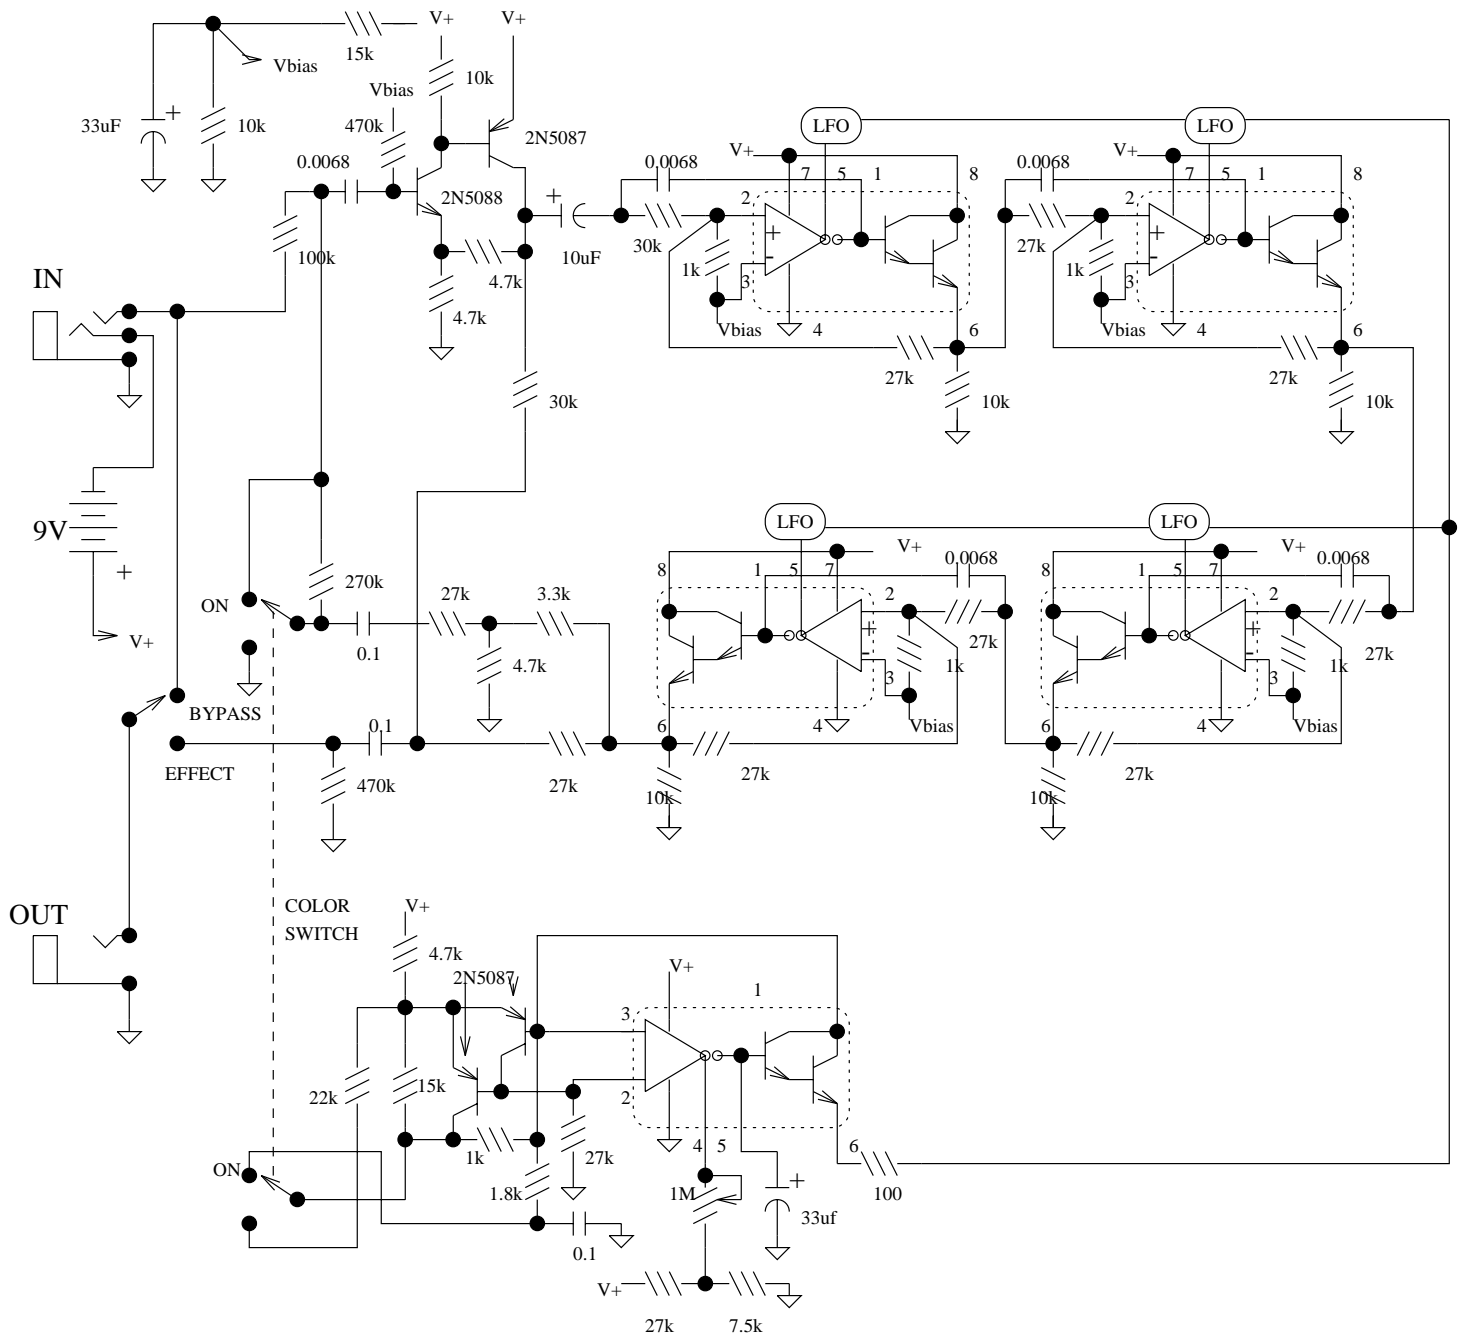 V+ V+
15k
Vbias
10k
Vbias
33uF
10k
470k
2N5087
0.0068
2N5088
100k
4.7k
4.7k
10uF
IN
30k
LFO
V+
0.0068
7 5 1 8
2
+
-
30k
1k
3
Vbias
4
6
27k
10k
LFO
V+
0.0068
7 5 1 8
2
+
-
27k
1k
3
Vbias
4
6
27k
10k
9V
+
V+
ON
270k
0.1
27k
3.3k
4.7k
BYPASS
EFFECT
0.1
470k
27k
LFO
V+
0.0068
8 1 5 7
2
+
-
27k
1k
3
Vbias
4
6
27k
10k
LFO
V+
0.0068
8 1 5 7
2
+
-
27k
1k
3
Vbias
4
6
27k
10k
OUT
COLOR
SWITCH
V+
4.7k
2N5087
V+
1
3
2
22k
15k
1k
27k
4 5
6
100
ON
1.8k
1M
+
33uf
0.1
V+
27k
7.5k